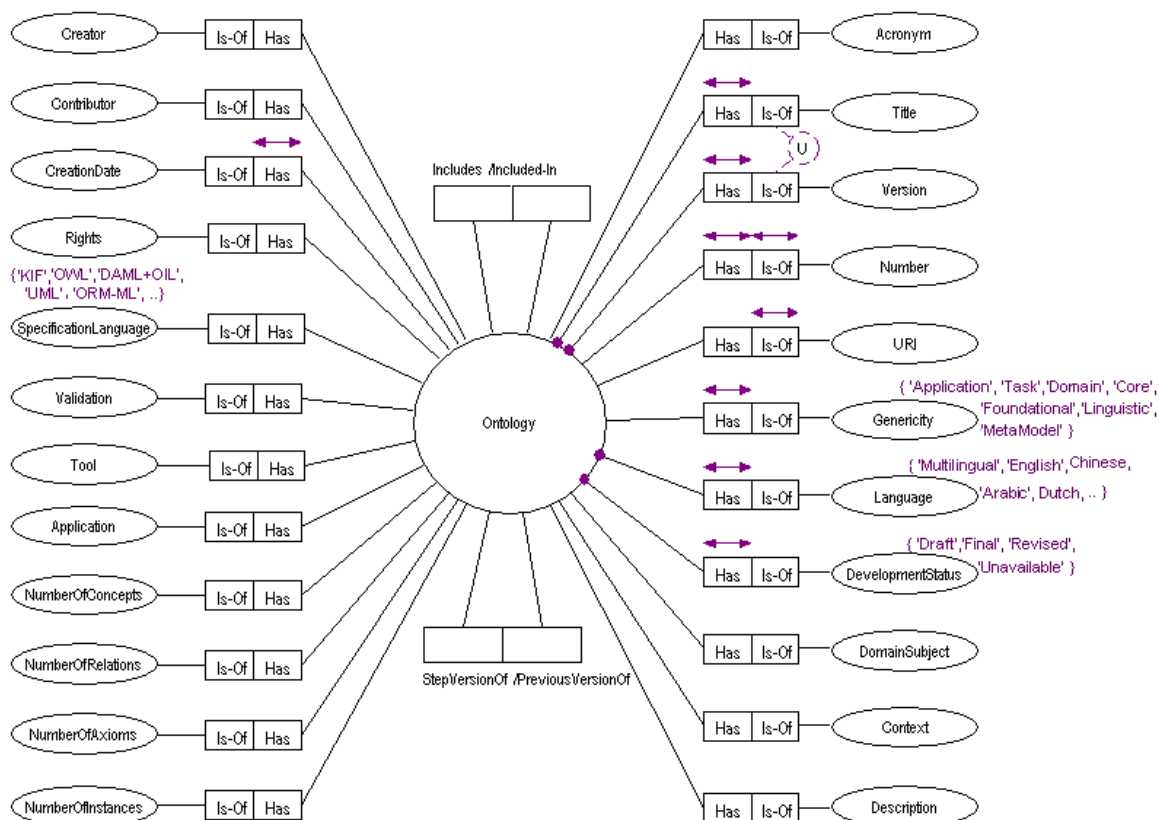 Creator Is-Of Has Has Is-Of Acronym
Contributor Is-Of Has Has Is-Of Title
U
CreationDate Is-Of Has Includes /Included-In Has Is-Of Version
Rights Is-Of Has Has Is-Of Number
{'KIF','OWL','DAML+OIL',
'UML', 'ORM-ML', ..}
SpecificationLanguage Is-Of Has Has Is-Of URI
{ 'Application', 'Task','Domain', 'Core',
'Foundational','Linguistic',
'MetaModel' }
Validation Is-Of Has Ontology Has Is-Of Genericity
{ 'Multilingual', 'English', Chinese,
'Arabic', Dutch, .. }
Tool Is-Of Has Has Is-Of Language
Application Is-Of Has
{ 'Draft','Final', 'Revised',
'Unavailable' }
Has Is-Of DevelopmentStatus
NumberOfConcepts Is-Of Has
NumberOfRelations Is-Of Has Has Is-Of DomainSubject
StepVersionOf /PreviousVersionOf
NumberOfAxioms Is-Of Has Has Is-Of Context
NumberOfInstances Is-Of Has Has Is-Of Description